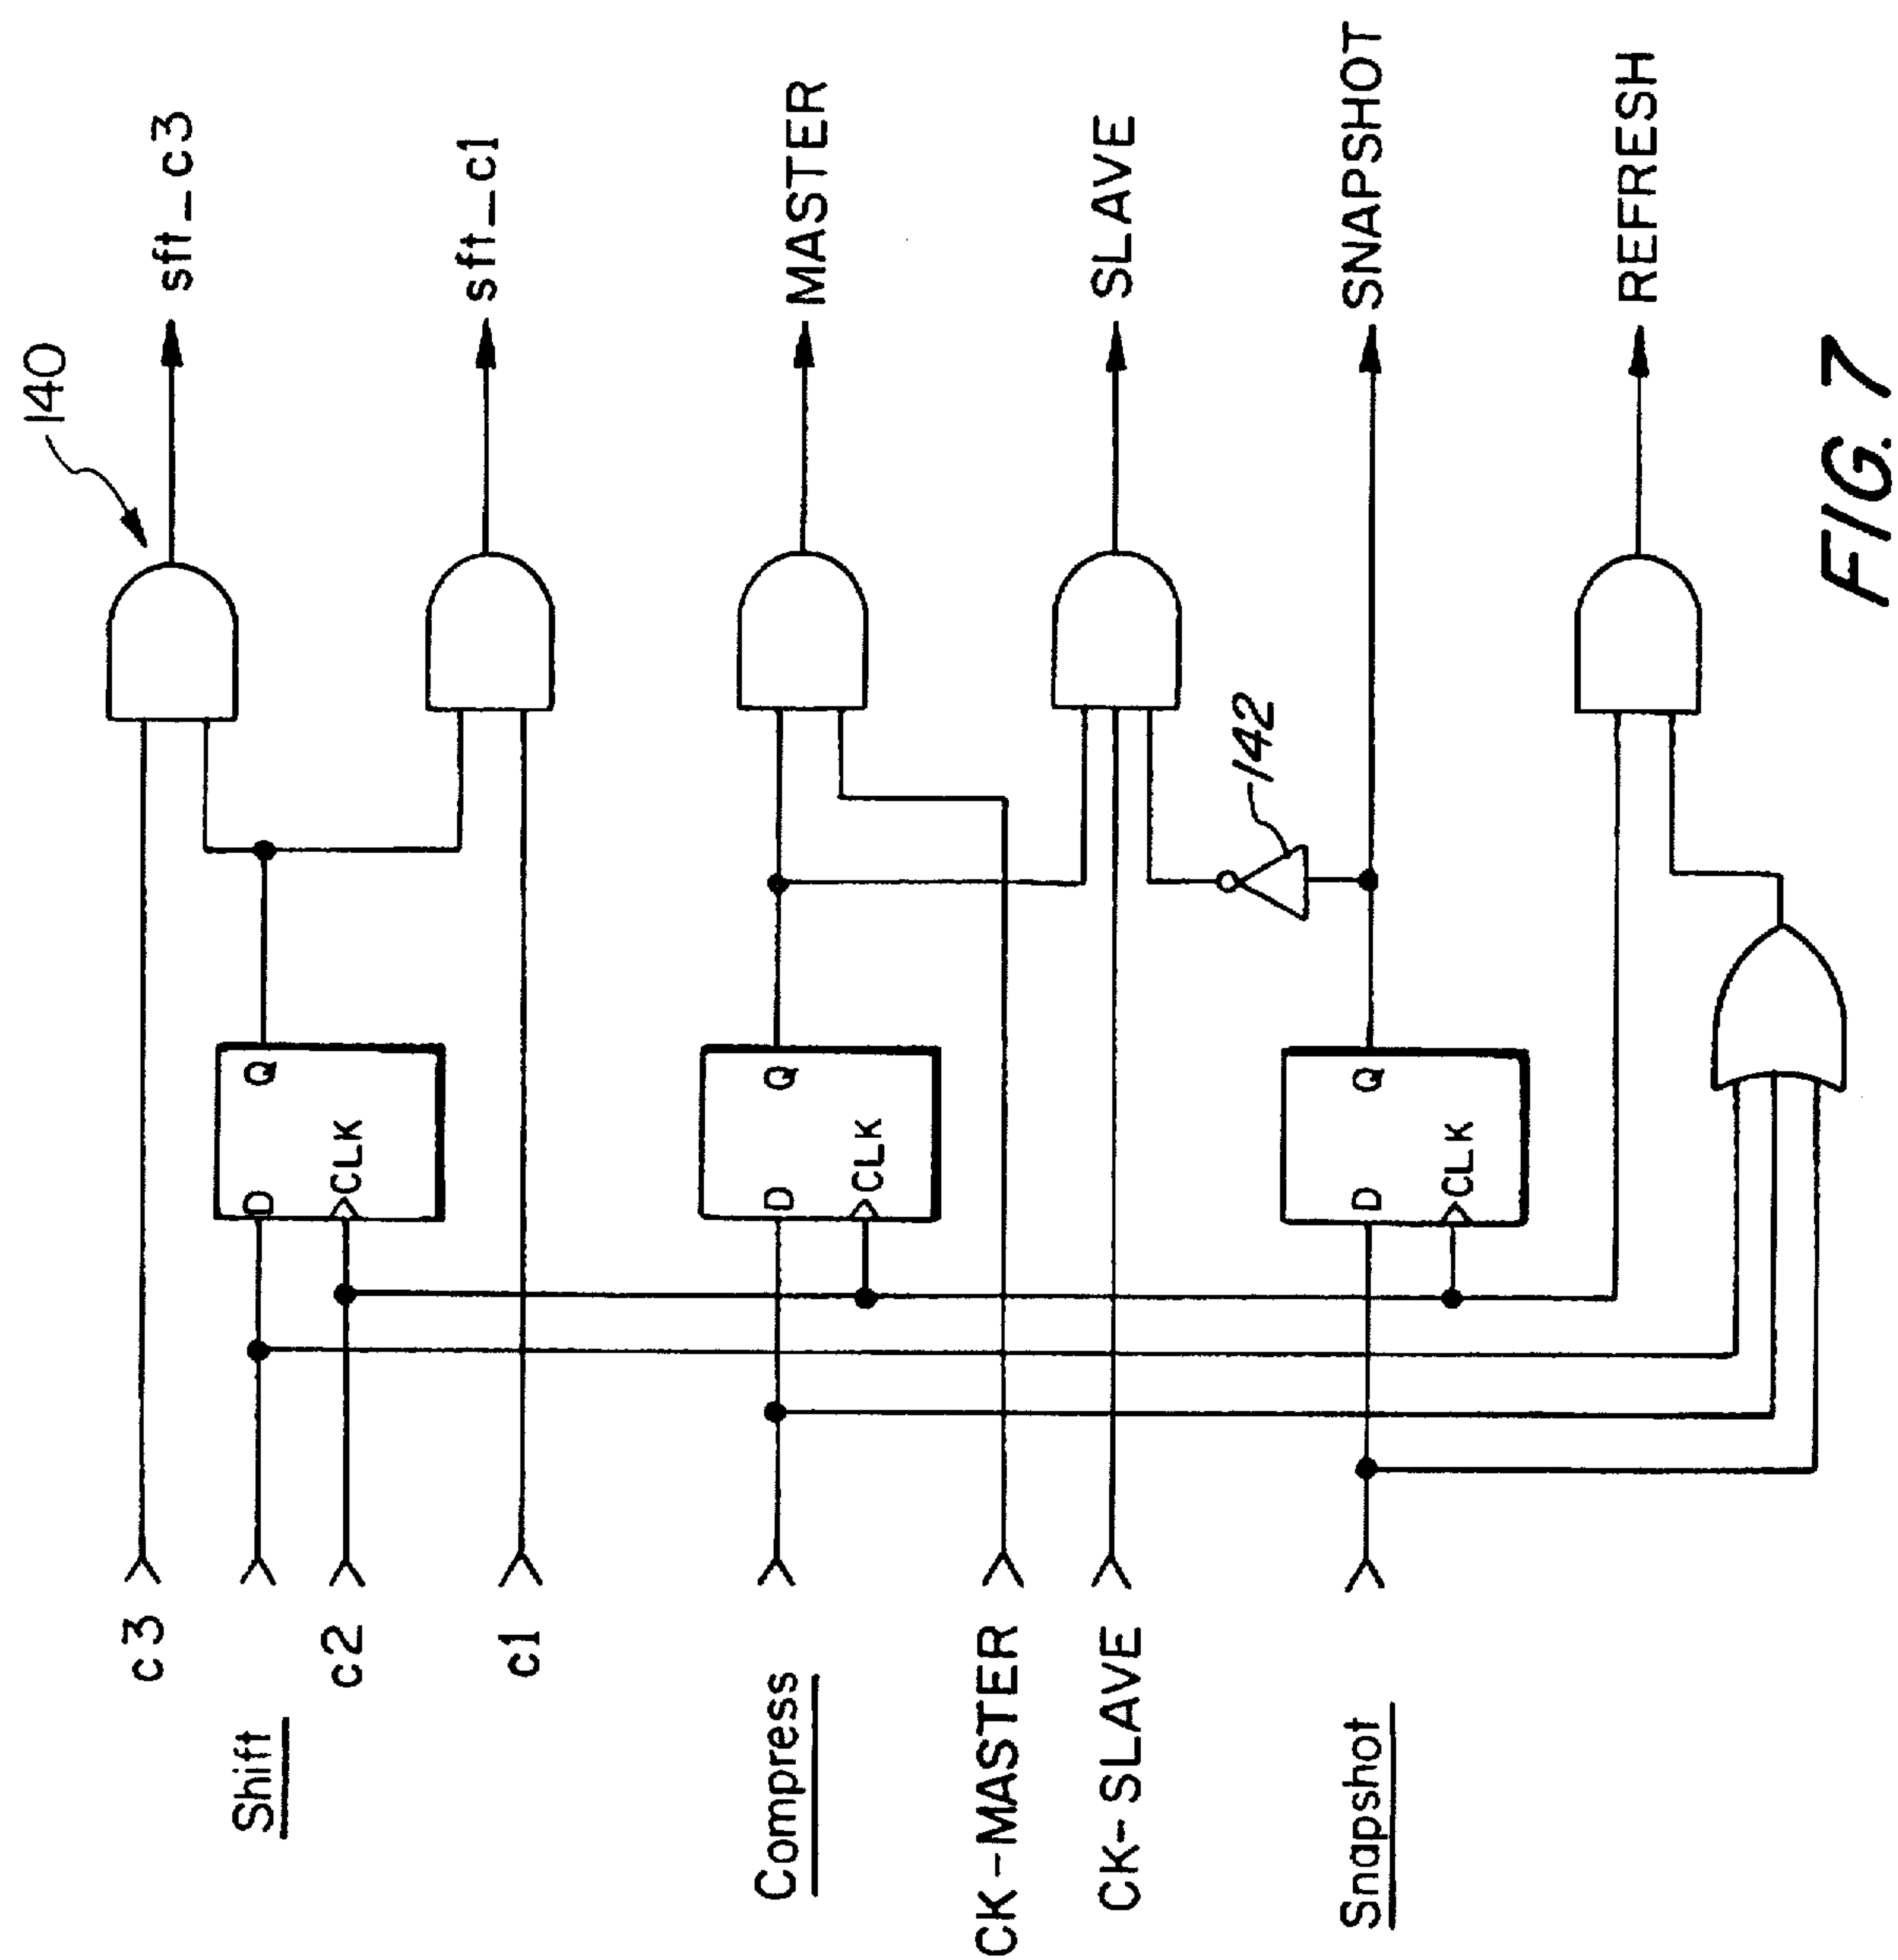 140
c3
sft_c3
Shift
D
Q
c2
CLK
c1
sft_c1
Compress
D
Q
CLK
MASTER
CK-MASTER
CK-SLAVE
SLAVE
142
Snapshot
D
Q
CLK
SNAPSHOT
REFRESH
FIG. 7